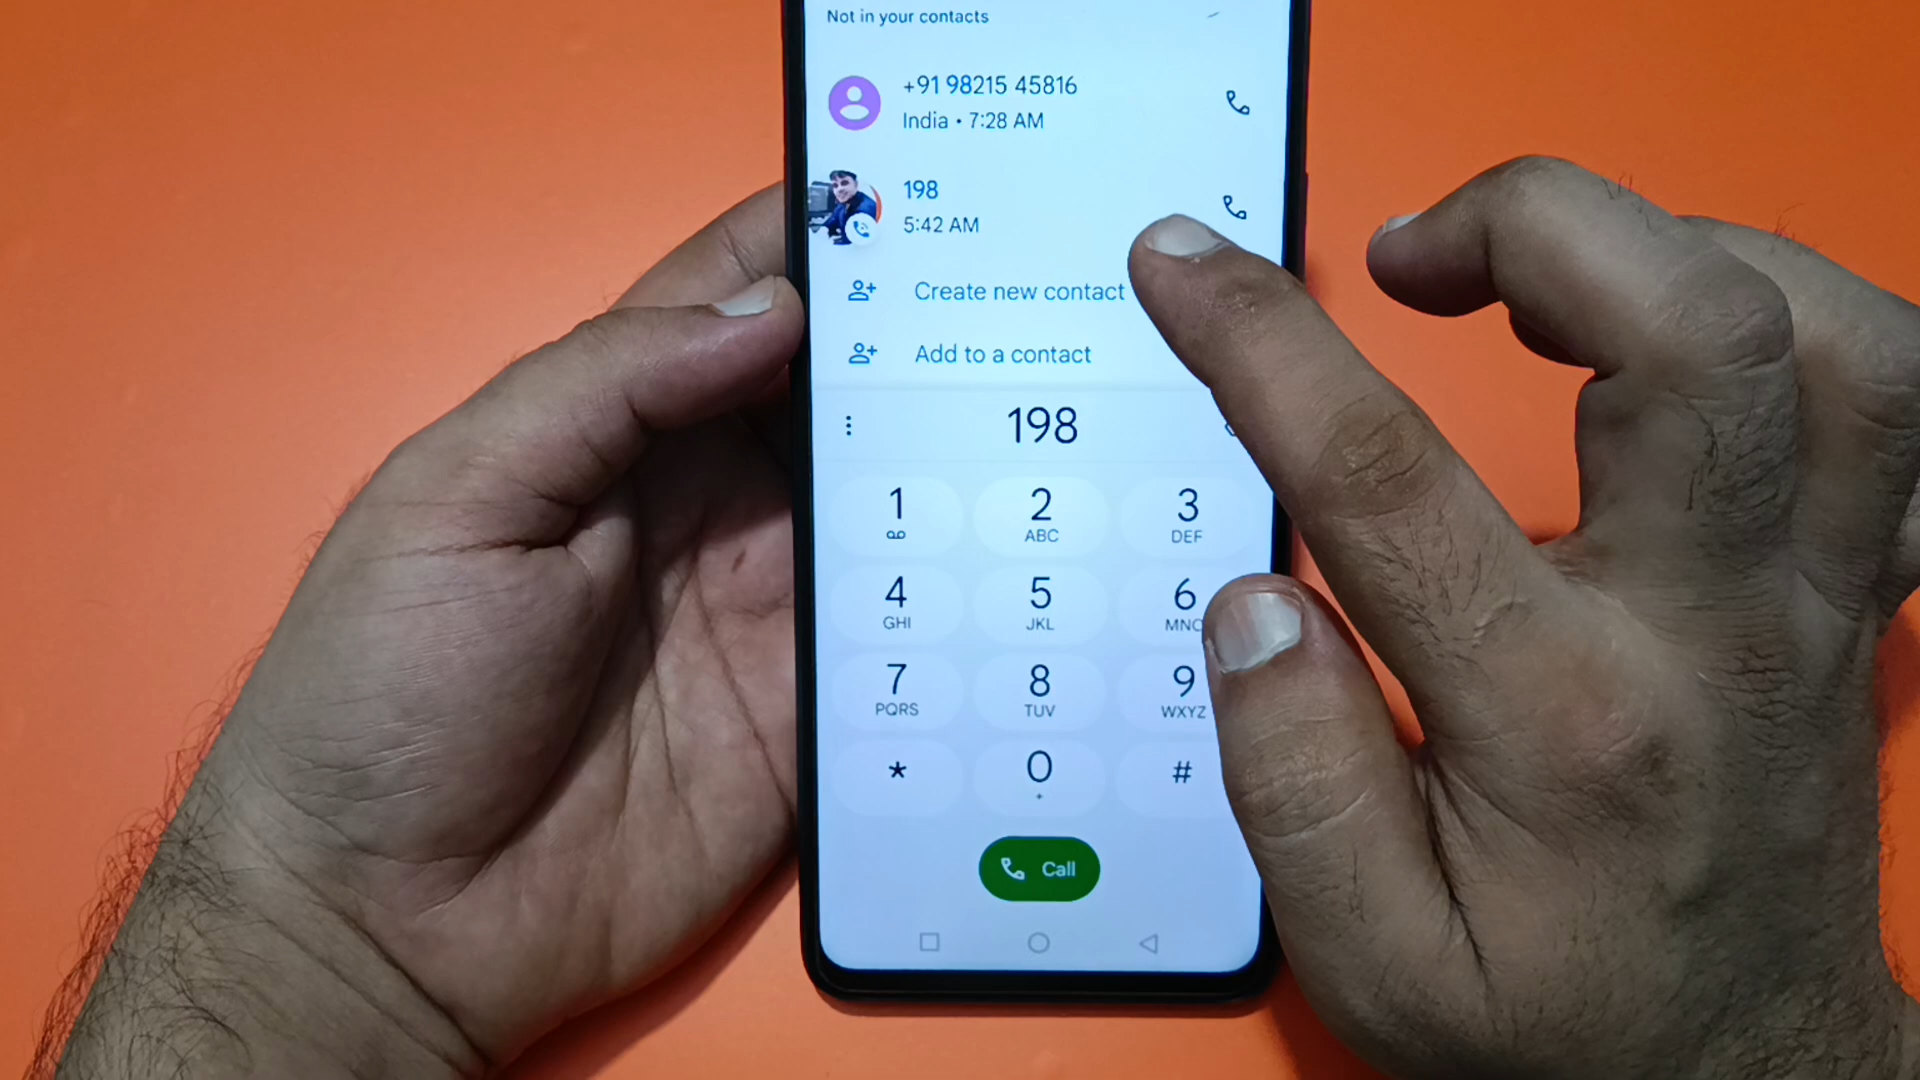 Not in your contacts
+91 98215 45816
India • 7:28 AM
198
5:42 AM
Create new contact
Add to a contact
198
1
2
ABC
3
DEF
4
GHI
5
JKL
6
MNO
7
PQRS
8
TUV
9
WXYZ
*
0
+
#
Call